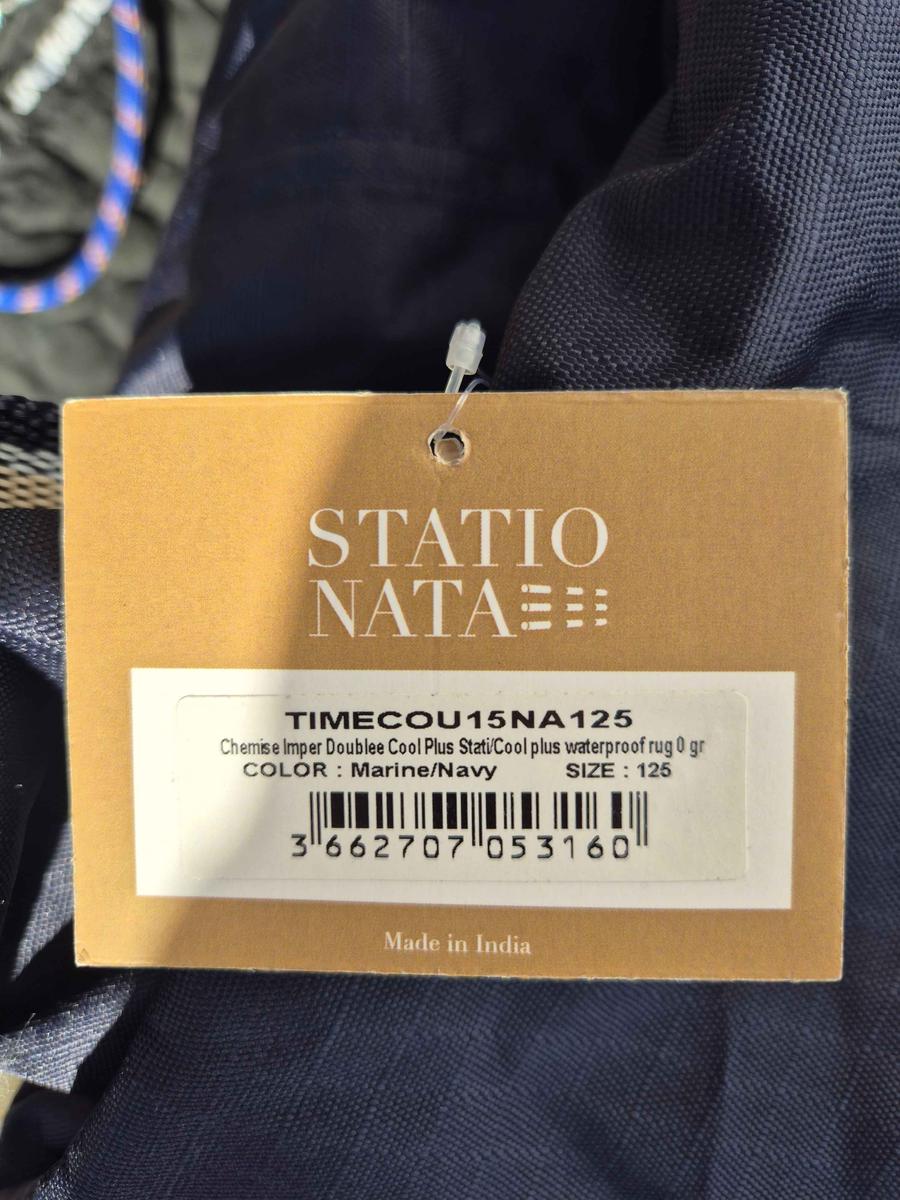 STATIO
NATA
TIMECOU15NA125
Chemise Imper Doublee Cool Plus Stati/Cool plus waterproof rug 0 gr
COLOR : Marine/Navy SIZE : 125
3 662707 053160
Made in India